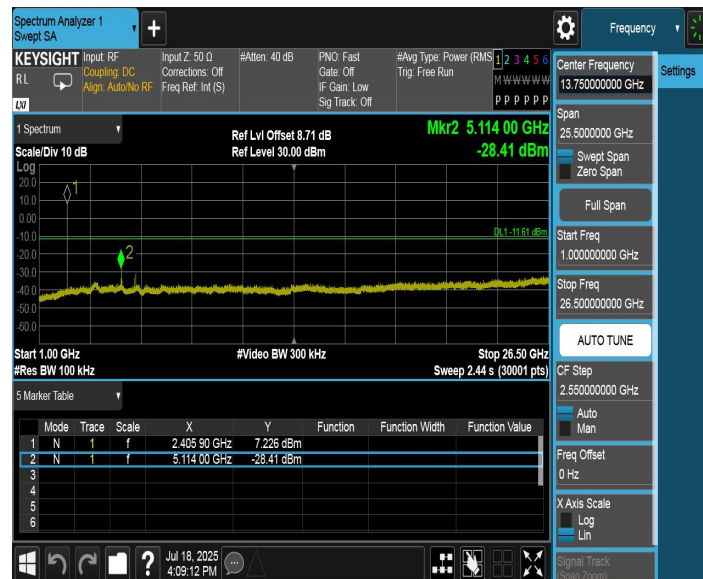 Spectrum Analyzer 1
Swept SA
+
Frequency
KEYSIGHT
RL
LXI
Input: RF
Coupling: DC
Align: Auto/No RF
Input Z: 50 Ω
Corrections: Off
Freq Ref: Int (S)
#Atten: 40 dB
PNO: Fast
Gate: Off
IF Gain: Low
Sig Track: Off
#Avg Type: Power (RMS
Trig: Free Run
1 2 3 4 5 6
M W W W W W
P P P P P P
1 Spectrum
Scale/Div 10 dB
Ref Lvl Offset 8.71 dB
Ref Level 30.00 dBm
Mkr2 5.114 00 GHz
-28.41 dBm
Log
20.0
10.0
0.00
-10.0
-20.0
-30.0
-40.0
-50.0
-60.0
1
2
DL1 -11.61 dBm
Start 1.00 GHz
#Res BW 100 kHz
#Video BW 300 kHz
Stop 26.50 GHz
Sweep 2.44 s (30001 pts)
5 Marker Table
Mode Trace Scale X Y Function Function Width Function Value
1 N 1 f 2.405 90 GHz 7.226 dBm
2 N 1 f 5.114 00 GHz -28.41 dBm
3
4
5
6
?
Jul 18, 2025
4:09:12 PM
Center Frequency
13.750000000 GHz
Span
25.5000000 GHz
Swept Span
Zero Span
Full Span
Start Freq
1.000000000 GHz
Stop Freq
26.500000000 GHz
AUTO TUNE
CF Step
2.550000000 GHz
Auto
Man
Freq Offset
0 Hz
X Axis Scale
Log
Lin
Signal Track
(Span Zoom)
Settings